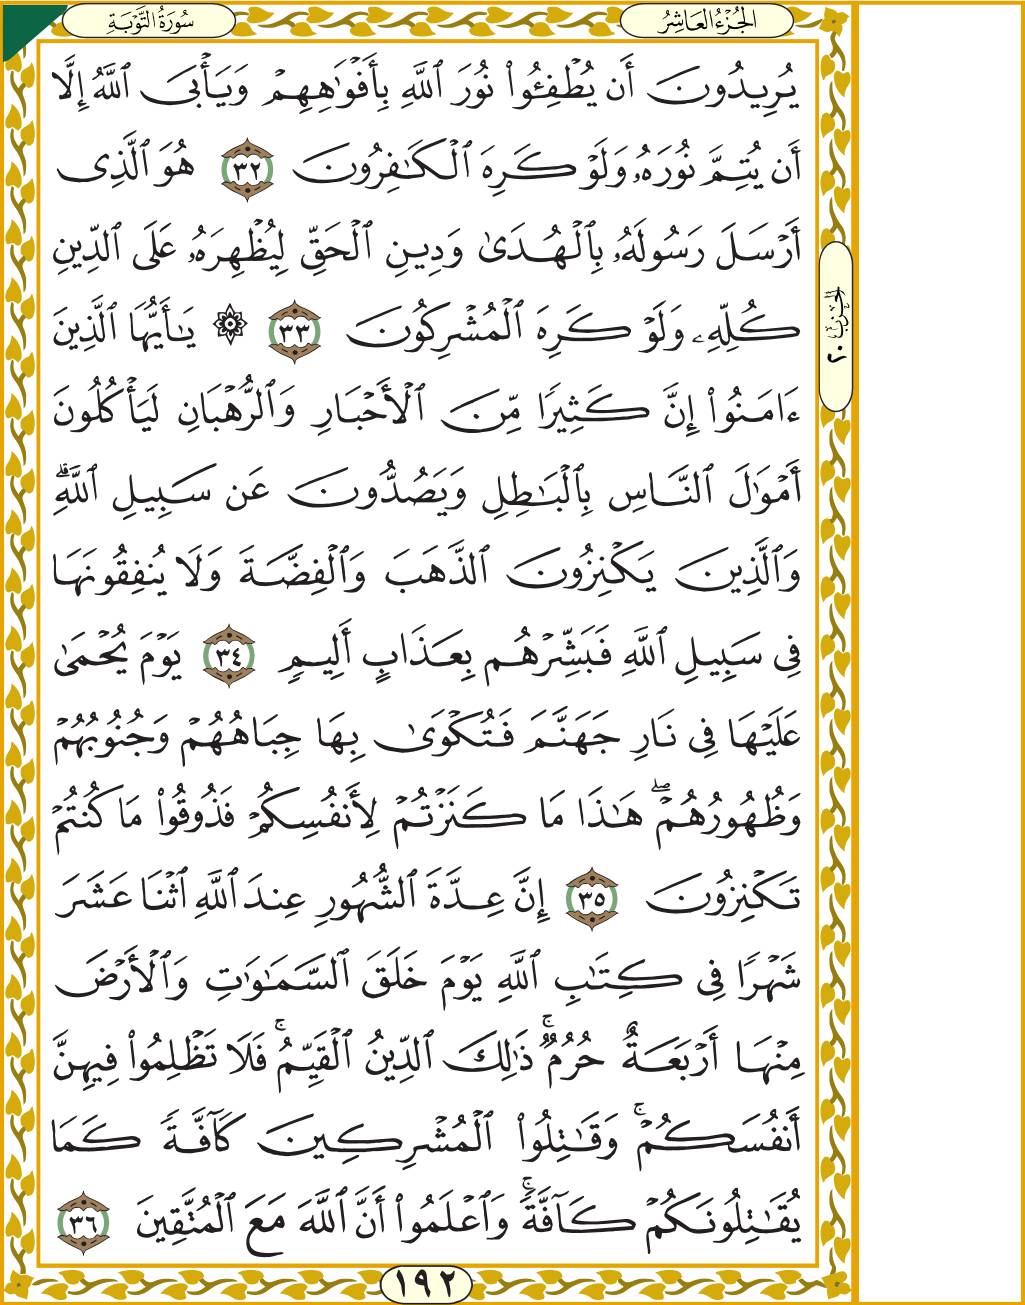 سُورَةُ التَّوْبَةِ
الجُزْءُ العَاشِرُ
يُرِيدُونَ أَن يُطْفِـُٔوا۟ نُورَ ٱللَّهِ بِأَفْوَٰهِهِمْ وَيَأْبَى ٱللَّهُ إِلَّآ
أَن يُتِمَّ نُورَهُۥ وَلَوْ كَرِهَ ٱلْكَـٰفِرُونَ ٣٢ هُوَ ٱلَّذِىٓ
أَرْسَلَ رَسُولَهُۥ بِٱلْهُدَىٰ وَدِينِ ٱلْحَقِّ لِيُظْهِرَهُۥ عَلَى ٱلدِّينِ
كُلِّهِۦ وَلَوْ كَرِهَ ٱلْمُشْرِكُونَ ٣٣ ۞ يَـٰٓأَيُّهَا ٱلَّذِينَ
ءَامَنُوٓا۟ إِنَّ كَثِيرًا مِّنَ ٱلْأَحْبَارِ وَٱلرُّهْبَانِ لَيَأْكُلُونَ
أَمْوَٰلَ ٱلنَّاسِ بِٱلْبَـٰطِلِ وَيَصُدُّونَ عَن سَبِيلِ ٱللَّهِ ۗ
وَٱلَّذِينَ يَكْنِزُونَ ٱلذَّهَبَ وَٱلْفِضَّةَ وَلَا يُنفِقُونَهَا
فِى سَبِيلِ ٱللَّهِ فَبَشِّرْهُم بِعَذَابٍ أَلِيمٍ ٣٤ يَوْمَ يُحْمَىٰ
عَلَيْهَا فِى نَارِ جَهَنَّمَ فَتُكْوَىٰ بِهَا جِبَاهُهُمْ وَجُنُوبُهُمْ
وَظُهُورُهُمْ ۖ هَـٰذَا مَا كَنَزْتُمْ لِأَنفُسِكُمْ فَذُوقُوا۟ مَا كُنتُمْ
تَكْنِزُونَ ٣٥ إِنَّ عِدَّةَ ٱلشُّهُورِ عِندَ ٱللَّهِ ٱثْنَا عَشَرَ
شَهْرًا فِى كِتَـٰبِ ٱللَّهِ يَوْمَ خَلَقَ ٱلسَّمَـٰوَٰتِ وَٱلْأَرْضَ
مِنْهَآ أَرْبَعَةٌ حُرُمٌ ۚ ذَٰلِكَ ٱلدِّينُ ٱلْقَيِّمُ ۚ فَلَا تَظْلِمُوا۟ فِيهِنَّ
أَنفُسَكُمْ ۚ وَقَـٰتِلُوا۟ ٱلْمُشْرِكِينَ كَآفَّةً كَمَا
يُقَـٰتِلُونَكُمْ كَآفَّةً ۚ وَٱعْلَمُوٓا۟ أَنَّ ٱللَّهَ مَعَ ٱلْمُتَّقِينَ ٣٦
الحزب ٢٠
١٩٢